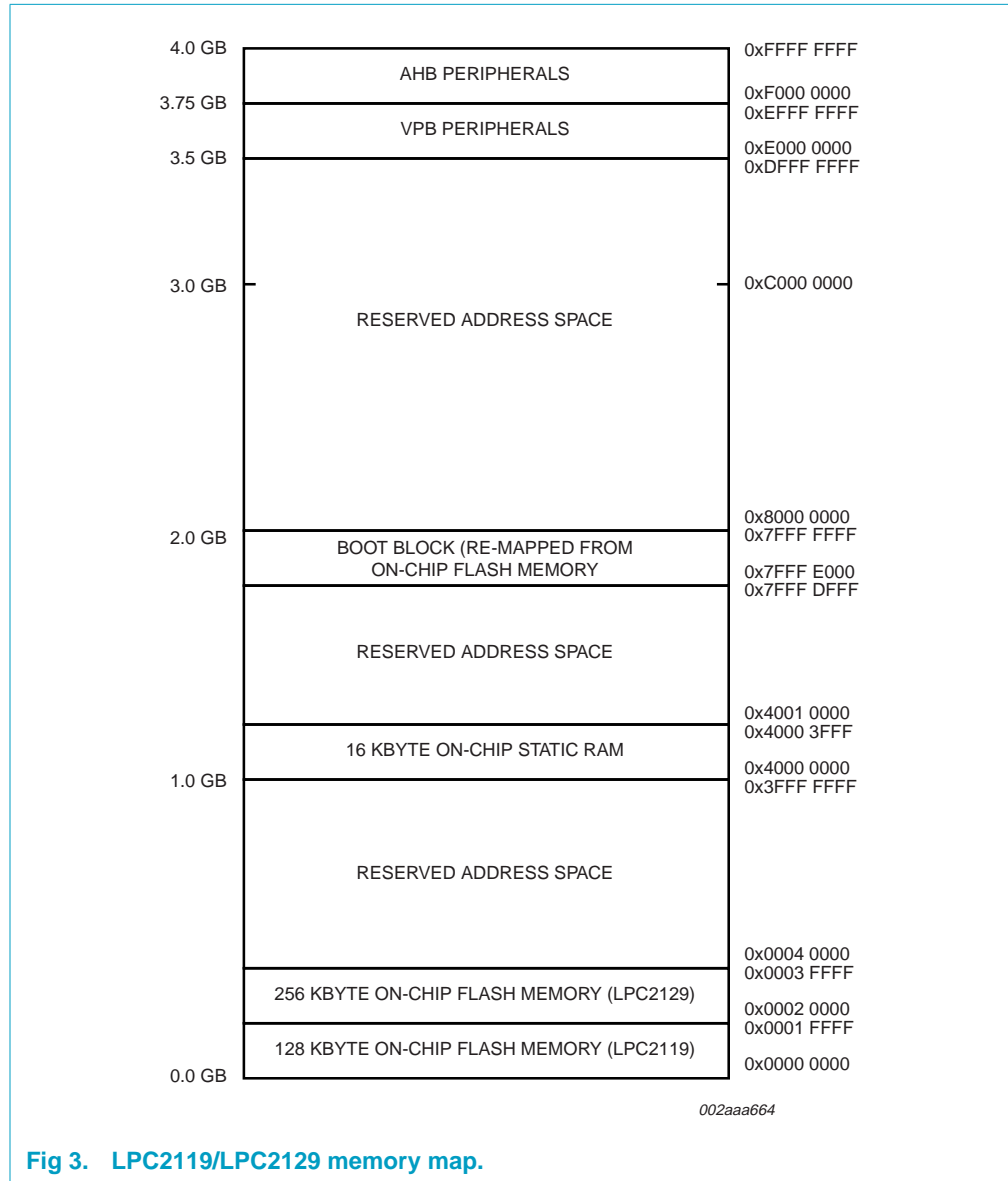 4.0 GB
0xFFFF FFFF
AHB PERIPHERALS
0xF000 0000
3.75 GB
0xEFFF FFFF
VPB PERIPHERALS
0xE000 0000
3.5 GB
0xDFFF FFFF
3.0 GB
0xC000 0000
RESERVED ADDRESS SPACE
0x8000 0000
2.0 GB
0x7FFF FFFF
BOOT BLOCK (RE-MAPPED FROM
ON-CHIP FLASH MEMORY
0x7FFF E000
0x7FFF DFFF
RESERVED ADDRESS SPACE
0x4001 0000
0x4000 3FFF
16 KBYTE ON-CHIP STATIC RAM
0x4000 0000
1.0 GB
0x3FFF FFFF
RESERVED ADDRESS SPACE
0x0004 0000
0x0003 FFFF
256 KBYTE ON-CHIP FLASH MEMORY (LPC2129)
0x0002 0000
0x0001 FFFF
128 KBYTE ON-CHIP FLASH MEMORY (LPC2119)
0x0000 0000
0.0 GB
002aaa664
Fig 3. LPC2119/LPC2129 memory map.